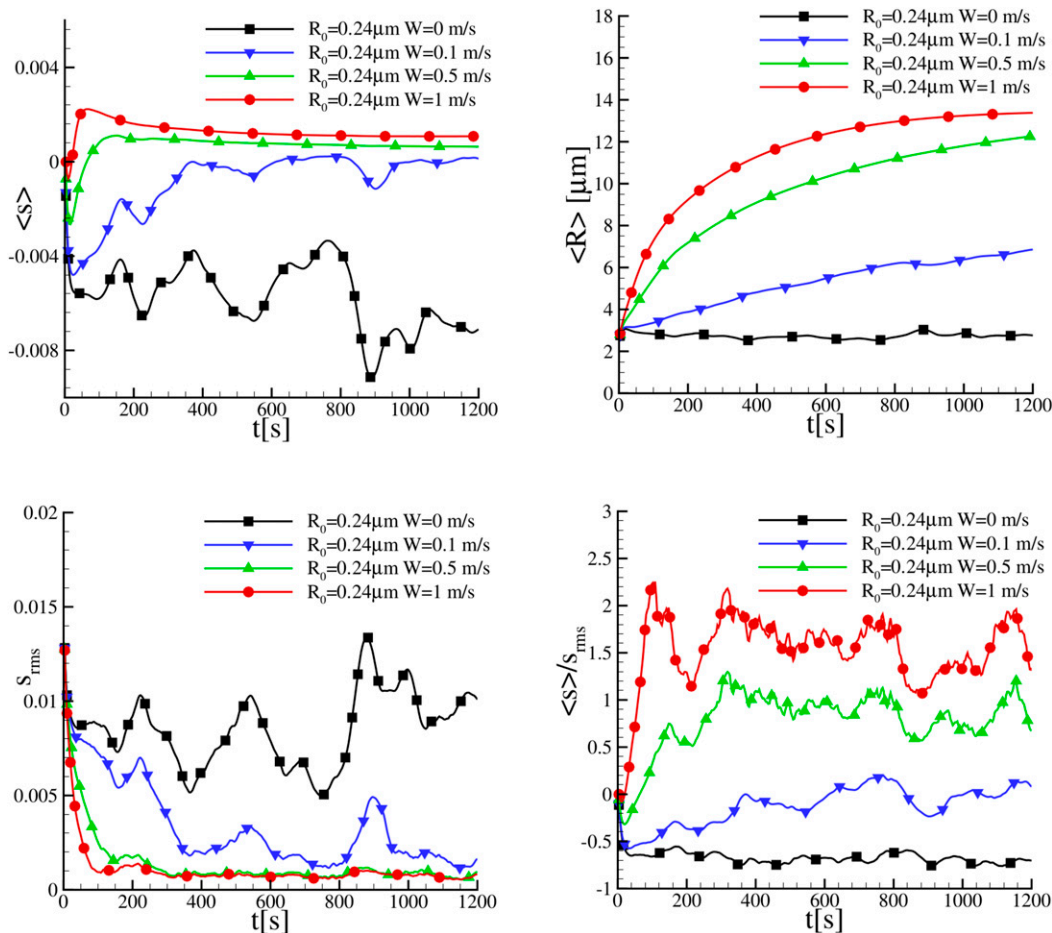 R₀=0.24μm W=0 m/s
R₀=0.24μm W=0.1 m/s
R₀=0.24μm W=0.5 m/s
R₀=0.24μm W=1 m/s
0.004
0
-0.004
-0.008
<s>
0 200 400 600 800 1000 1200
t[s]
R₀=0.24μm W=0 m/s
R₀=0.24μm W=0.1 m/s
R₀=0.24μm W=0.5 m/s
R₀=0.24μm W=1 m/s
18
16
14
12
10
8
6
4
2
0
<R> [μm]
0 200 400 600 800 1000 1200
t[s]
R₀=0.24μm W=0 m/s
R₀=0.24μm W=0.1 m/s
R₀=0.24μm W=0.5 m/s
R₀=0.24μm W=1 m/s
0.02
0.015
0.01
0.005
0
s_rms
0 200 400 600 800 1000 1200
t[s]
R₀=0.24μm W=0 m/s
R₀=0.24μm W=0.1 m/s
R₀=0.24μm W=0.5 m/s
R₀=0.24μm W=1 m/s
3
2.5
2
1.5
1
0.5
0
-0.5
-1
<s>/s_rms
0 200 400 600 800 1000 1200
t[s]